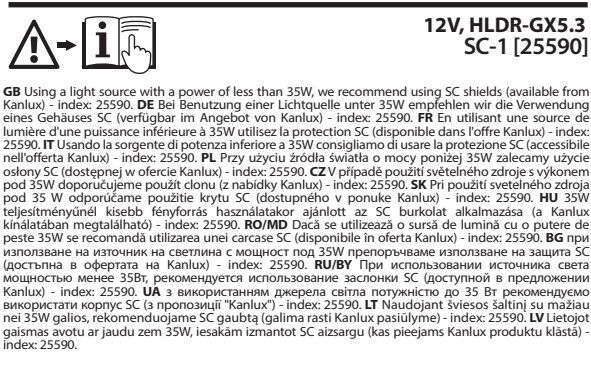 12V, HLDR-GX5.3
SC-1 [25590]
GB Using a light source with a power of less than 35W, we recommend using SC shields (available from
Kanlux) - index: 25590. DE Bei Benutzung einer Lichtquelle unter 35W empfehlen wir die Verwendung
eines Gehäuses SC (verfügbar im Angebot von Kanlux) - index: 25590. FR En utilisant une source de
lumière d'une puissance inférieure à 35W utilisez la protection SC (disponible dans l'offre Kanlux) - index:
25590. IT Usando la sorgente di potenza inferiore a 35W consigliamo di usare la protezione SC (accessibile
nell'offerta Kanlux) - index: 25590. PL Przy użyciu źródła światła o mocy poniżej 35W zalecamy użycie
osłony SC (dostępnej w ofercie Kanlux) - index: 25590. CZ V případě použití světelného zdroje s výkonem
pod 35W doporučujeme použít clonu (z nabídky Kanlux) - index: 25590. SK Pri použití svetelného zdroja
pod 35 W odporúčame použitie krytu SC (dostupného v ponuke Kanlux) - index: 25590. HU 35W
teljesítményűnél kisebb fényforrás használatakor ajánlott az SC burkolat alkalmazása (a Kanlux
kínálatában megtalálható) - index: 25590. RO/MD Dacă se utilizează o sursă de lumină cu o putere de
peste 35W se recomandă utilizarea unei carcase SC (disponibile în oferta Kanlux) - index: 25590. BG при
използване на източник на светлина с мощност под 35W препоръчваме използване на защита SC
(достъпна в офертата на Kanlux) - index: 25590. RU/BY При использовании источника света
мощностью менее 35Вт, рекомендуется использование заслонки SC (доступной в предложении
Kanlux) - index: 25590. UA з використанням джерела світла потужністю до 35 Вт рекомендуємо
використати корпус SC (з пропозиції "Kanlux") - index: 25590. LT Naudojant šviesos šaltinį su mažiau
nei 35W galios, rekomenduojame SC gaubtą (galima rasti Kanlux pasiūlyme) - index: 25590. LV Lietojot
gaismas avotu ar jaudu zem 35W, iesakām izmantot SC aizsargu (kas pieejams Kanlux produktu klāstā) -
index: 25590.